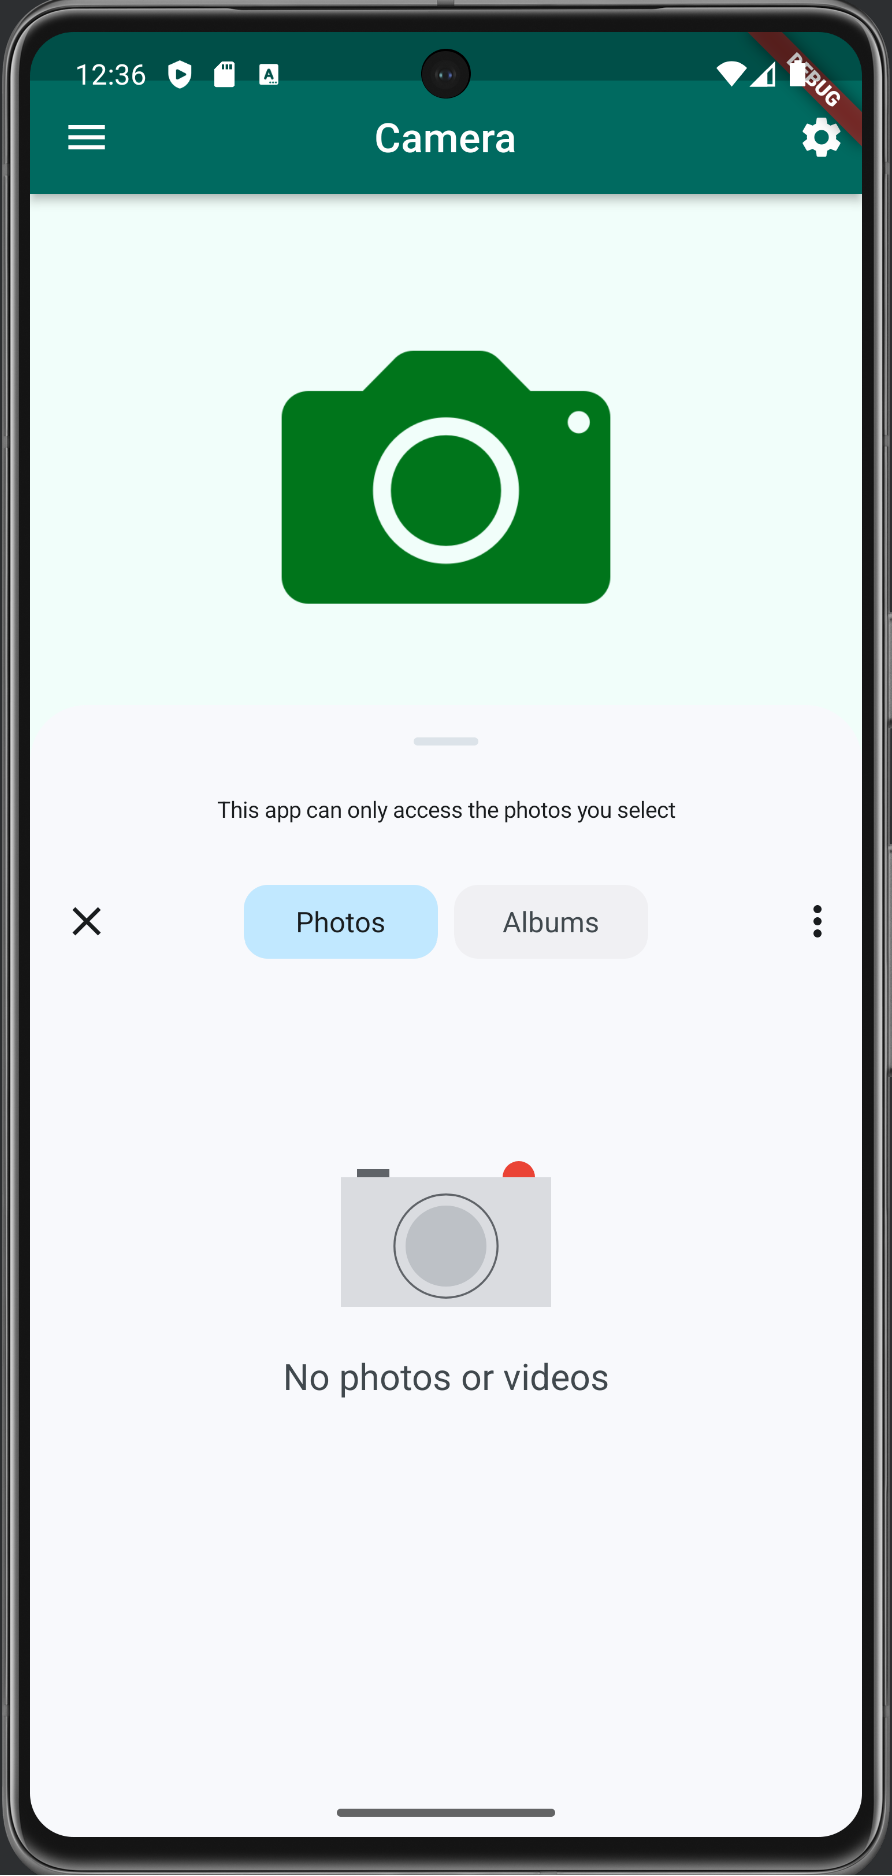 12:36
A
DEBUG
Camera
This app can only access the photos you select
Photos
Albums
No photos or videos